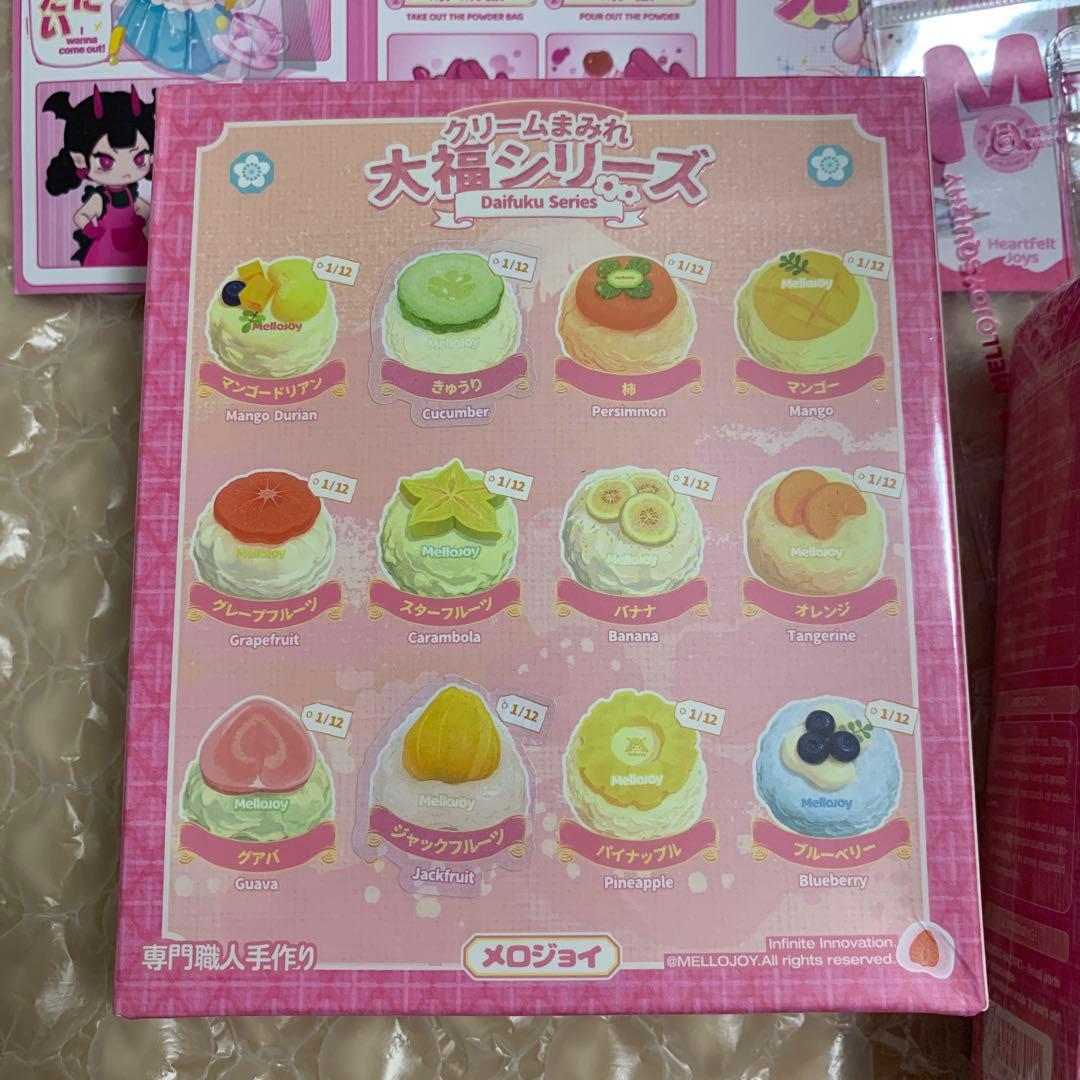 たい
wanna
come out!
TAKE OUT THE POWDER BAG
POUR OUT THE POWDER
M
Heartfelt
Joys
MELLOJOY'S SQUISHY
クリームまみれ
大福シリーズ
Daifuku Series
1/12
MelloJoy
マンゴードリアン
Mango Durian
1/12
MelloJoy
きゅうり
Cucumber
1/12
MelloJoy
柿
Persimmon
1/12
MelloJoy
マンゴー
Mango
1/12
MelloJoy
グレープフルーツ
Grapefruit
1/12
MelloJoy
スターフルーツ
Carambola
1/12
MelloJoy
バナナ
Banana
1/12
MelloJoy
オレンジ
Tangerine
1/12
MelloJoy
グアバ
Guava
1/12
MelloJoy
ジャックフルーツ
Jackfruit
1/12
MelloJoy
パイナップル
Pineapple
1/12
MelloJoy
ブルーベリー
Blueberry
専門職人手作り
メロジョイ
Infinite Innovation.
@MELLOJOY.All rights reserved.